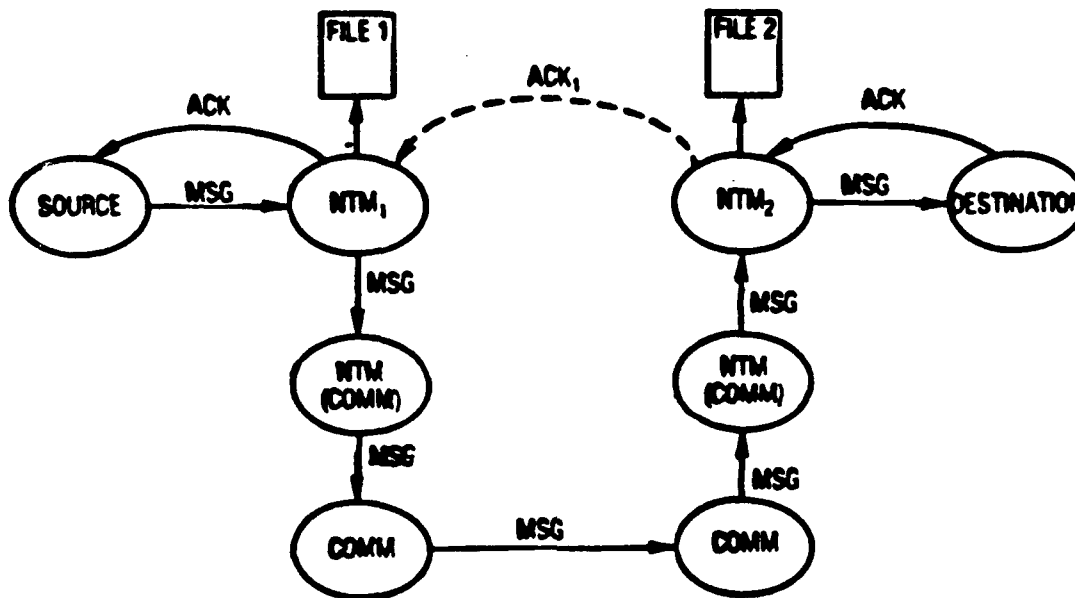 FILE 1
FILE 2
ACK₁
ACK
ACK
SOURCE
MSG
NTM₁
NTM₂
MSG
DESTINATION
MSG
MSG
NTM
(COMM)
NTM
(COMM)
MSG
MSG
COMM
MSG
COMM